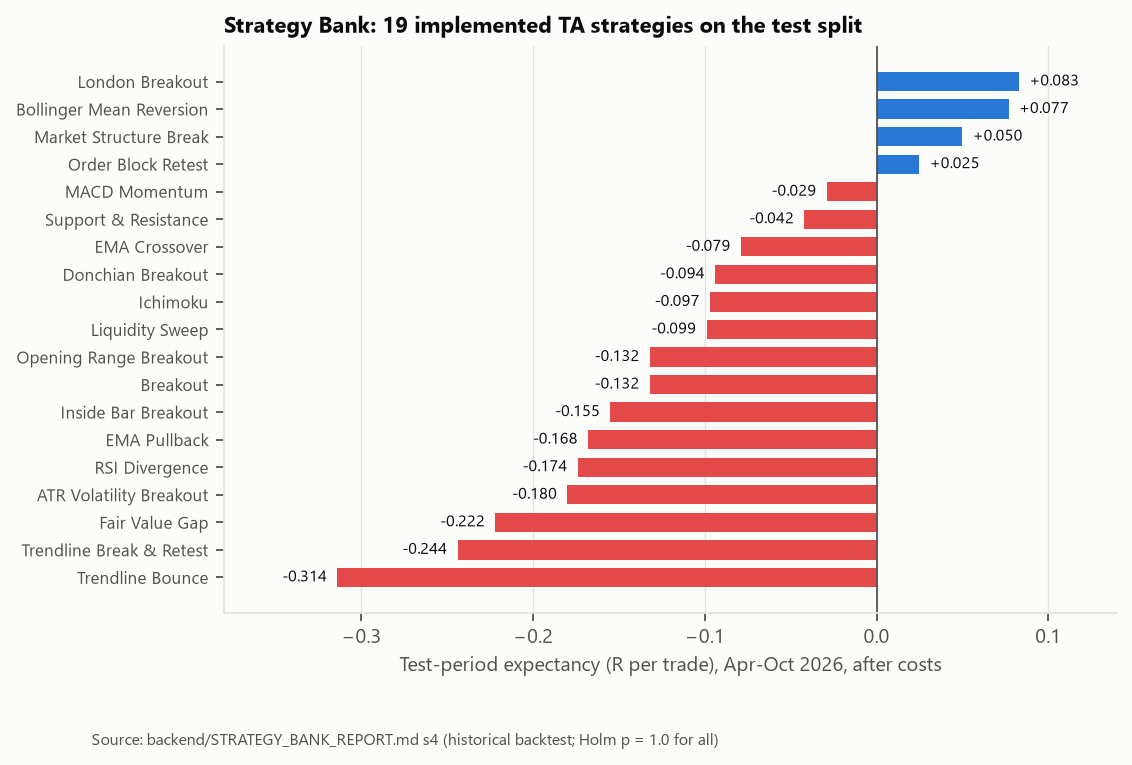 Strategy Bank: 19 implemented TA strategies on the test split
London Breakout +0.083
Bollinger Mean Reversion +0.077
Market Structure Break +0.050
Order Block Retest +0.025
MACD Momentum -0.029
Support & Resistance -0.042
EMA Crossover -0.079
Donchian Breakout -0.094
Ichimoku -0.097
Liquidity Sweep -0.099
Opening Range Breakout -0.132
Breakout -0.132
Inside Bar Breakout -0.155
EMA Pullback -0.168
RSI Divergence -0.174
ATR Volatility Breakout -0.180
Fair Value Gap -0.222
Trendline Break & Retest -0.244
Trendline Bounce -0.314
−0.3 −0.2 −0.1 0.0 0.1
Test-period expectancy (R per trade), Apr-Oct 2026, after costs
Source: backend/STRATEGY_BANK_REPORT.md s4 (historical backtest; Holm p = 1.0 for all)